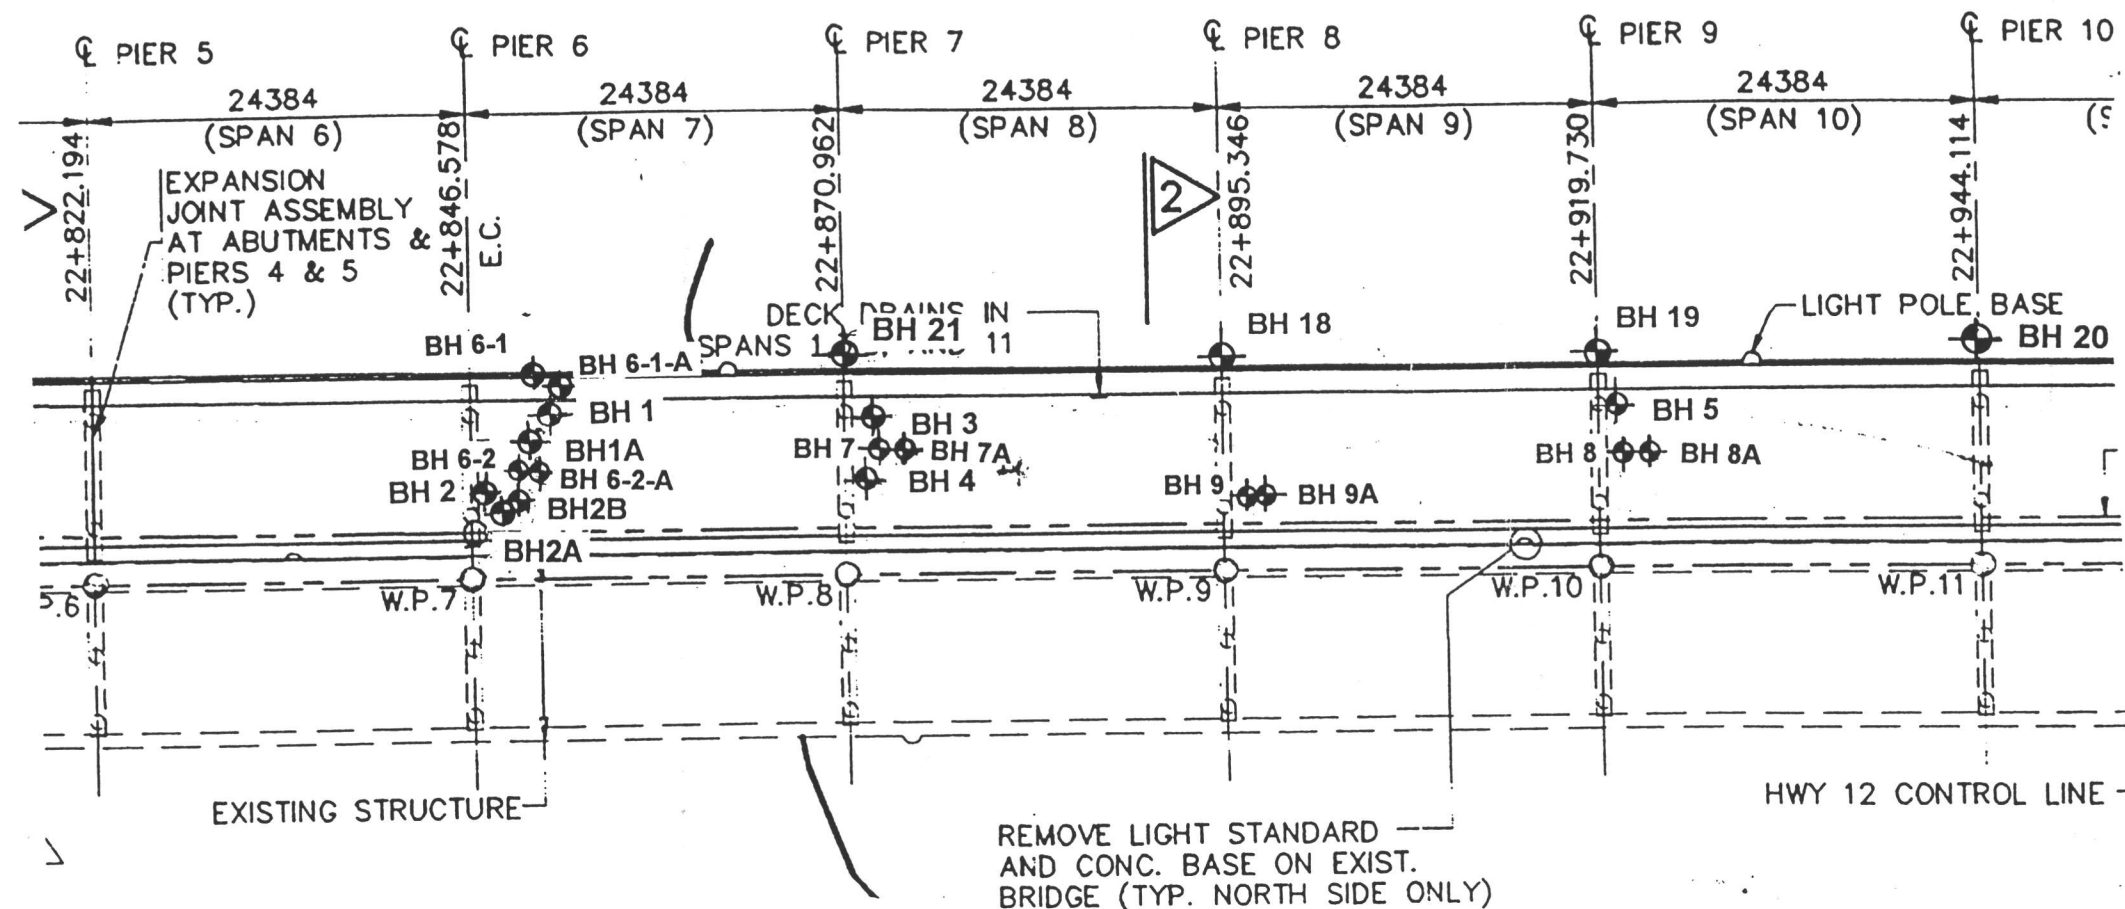 ℄ PIER 5
℄ PIER 6
℄ PIER 7
℄ PIER 8
℄ PIER 9
℄ PIER 10
24384
(SPAN 6)
24384
(SPAN 7)
24384
(SPAN 8)
24384
(SPAN 9)
24384
(SPAN 10)
(S
22+822.194
22+846.578
E.C.
22+870.962
22+895.346
22+919.730
22+944.114
EXPANSION
JOINT ASSEMBLY
AT ABUTMENTS &
PIERS 4 & 5
(TYP.)
2
DECK DRAINS IN
SPANS 1 AND 11
LIGHT POLE BASE
BH 6-1
BH 6-1-A
BH 21
BH 18
BH 19
BH 20
BH 1
BH1A
BH 6-2
BH 6-2-A
BH 2
BH2B
BH2A
BH 3
BH 7
BH 7A
BH 4
BH 9
BH 9A
BH 5
BH 8
BH 8A
.6
W.P.7
W.P.8
W.P.9
W.P.10
W.P.11
EXISTING STRUCTURE
HWY 12 CONTROL LINE
REMOVE LIGHT STANDARD
AND CONC. BASE ON EXIST.
BRIDGE (TYP. NORTH SIDE ONLY)